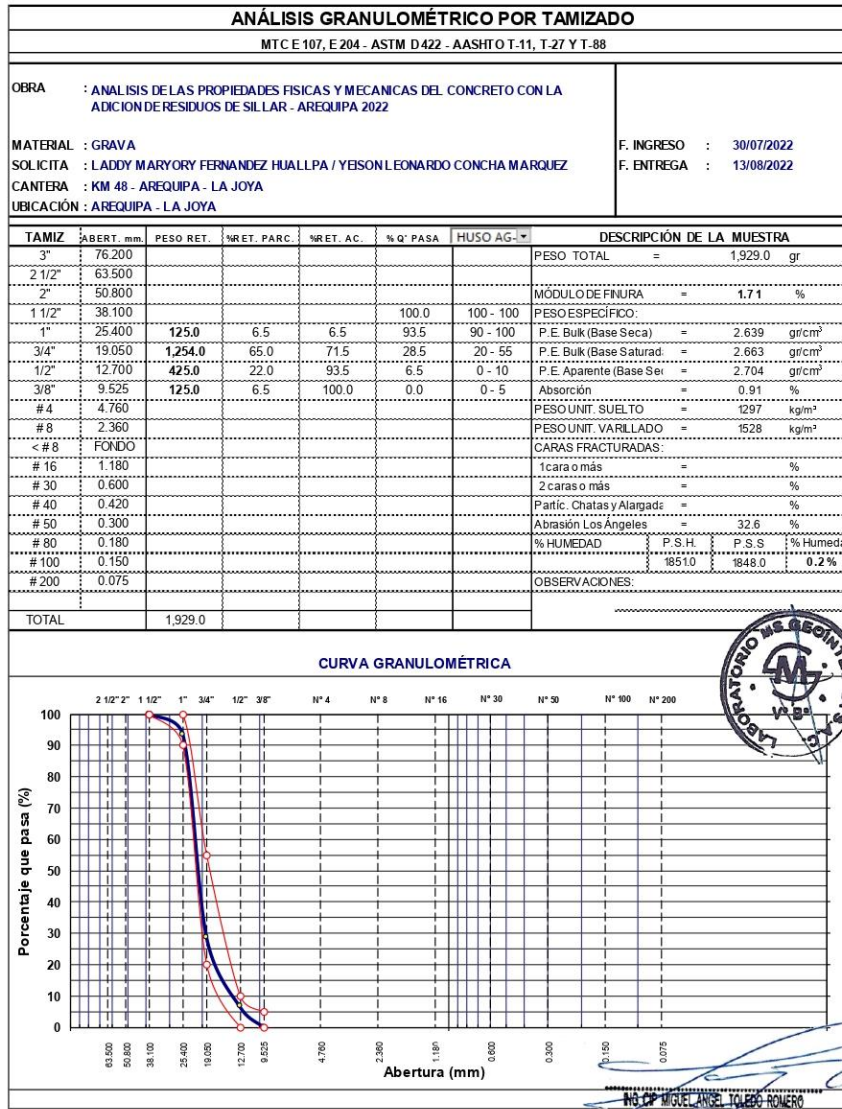 ANÁLISIS GRANULOMÉTRICO POR TAMIZADO
MTC E 107, E 204 - ASTM D 422 - AASHTO T-11, T-27 Y T-88
OBRA : ANALISIS DE LAS PROPIEDADES FISICAS Y MECANICAS DEL CONCRETO CON LA
ADICION DE RESIDUOS DE SILLAR - AREQUIPA 2022
MATERIAL : GRAVA F. INGRESO : 30/07/2022
SOLICITA : LADDY MARYORY FERNANDEZ HUALLPA / YEISON LEONARDO CONCHA MARQUEZ F. ENTREGA : 13/08/2022
CANTERA : KM 48 - AREQUIPA - LA JOYA
UBICACIÓN : AREQUIPA - LA JOYA
TAMIZ ABERT. mm. PESO RET. %RET. PARC. %RET. AC. % Q' PASA HUSO AG- DESCRIPCIÓN DE LA MUESTRA
3" 76.200 PESO TOTAL = 1,929.0 gr
2 1/2" 63.500
2" 50.800 MÓDULO DE FINURA = 1.71 %
1 1/2" 38.100 100.0 100 - 100 PESO ESPECÍFICO:
1" 25.400 125.0 6.5 6.5 93.5 90 - 100 P.E. Bulk (Base Seca) = 2.639 gr/cm³
3/4" 19.050 1,254.0 65.0 71.5 28.5 20 - 55 P.E. Bulk (Base Saturad: = 2.663 gr/cm³
1/2" 12.700 425.0 22.0 93.5 6.5 0 - 10 P.E. Aparente (Base Sec = 2.704 gr/cm³
3/8" 9.525 125.0 6.5 100.0 0.0 0 - 5 Absorción = 0.91 %
# 4 4.760 PESO UNIT. SUELTO = 1297 kg/m³
# 8 2.360 PESO UNIT. VARILLADO = 1528 kg/m³
< # 8 FONDO CARAS FRACTURADAS:
# 16 1.180 1 cara o más = %
# 30 0.600 2 caras o más = %
# 40 0.420 Partíc. Chatas y Alargada = %
# 50 0.300 Abrasión Los Ángeles = 32.6 %
# 80 0.180 % HUMEDAD P.S.H. P.S.S % Humeda
# 100 0.150 1851.0 1848.0 0.2%
# 200 0.075 OBSERVACIONES:
TOTAL 1,929.0
CURVA GRANULOMÉTRICA
LABORATORIO MS GEOINTE S.A.C.
V°B°
2 1/2" 2" 1 1/2" 1" 3/4" 1/2" 3/8" N° 4 N° 8 N° 16 N° 30 N° 50 N° 100 N° 200
100
90
80
70
60
50
40
30
20
10
0
Porcentaje que pasa (%)
63.500 50.800 38.100 25.400 19.050 12.700 9.525 4.760 2.360 1.180 0.600 0.300 0.150 0.075
Abertura (mm)
ING. CIP MIGUEL ANGEL TOLEDO ROMERO